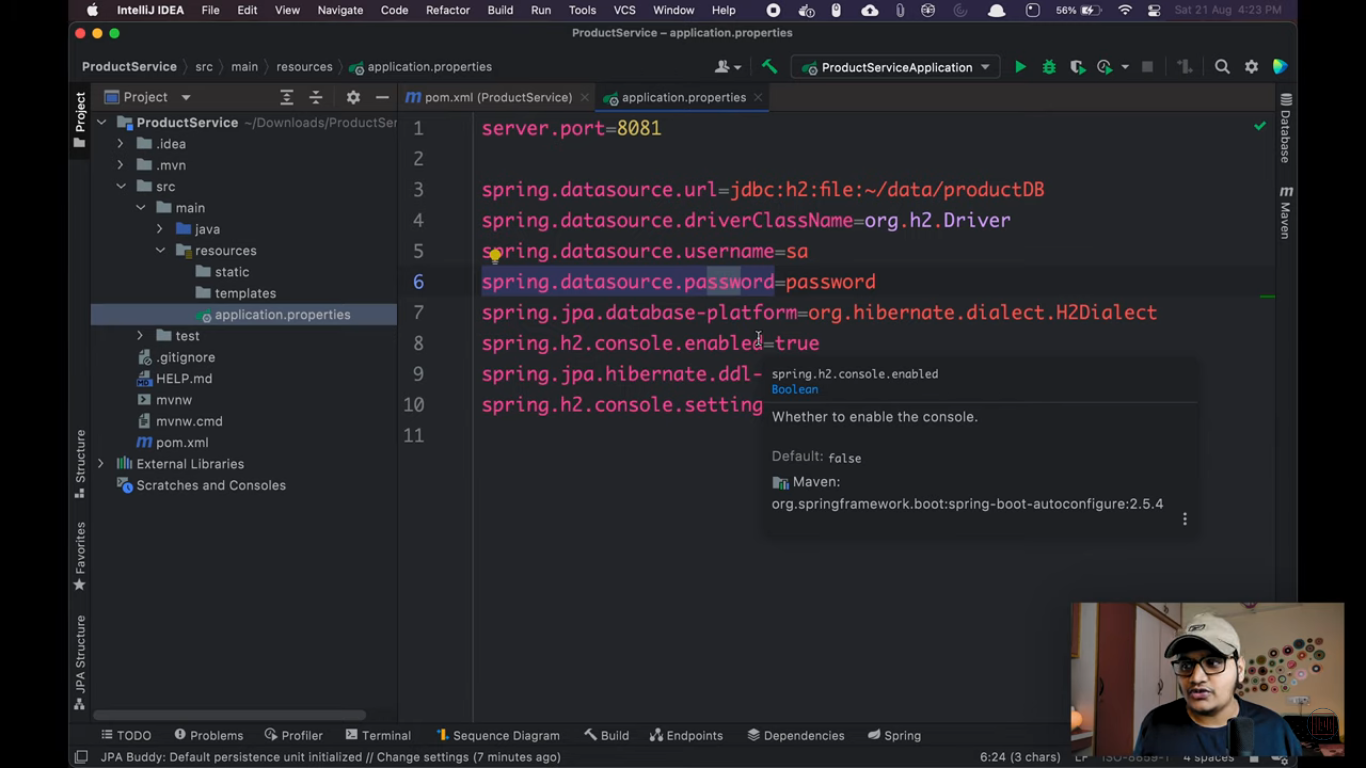 IntelliJ IDEA File Edit View Navigate Code Refactor Build Run Tools VCS Window Help 56% Sat 21 Aug 4:23 PM
ProductService – application.properties
ProductService src main resources application.properties ProductServiceApplication
Project pom.xml (ProductService) application.properties
Project
Database
Maven
Structure
Favorites
JPA Structure
ProductService ~/Downloads/ProductSer
.idea
.mvn
src
main
java
resources
static
templates
application.properties
test
.gitignore
HELP.md
mvnw
mvnw.cmd
pom.xml
External Libraries
Scratches and Consoles
1 server.port=8081
2
3 spring.datasource.url=jdbc:h2:file:~/data/productDB
4 spring.datasource.driverClassName=org.h2.Driver
5 spring.datasource.username=sa
6 spring.datasource.password=password
7 spring.jpa.database-platform=org.hibernate.dialect.H2Dialect
8 spring.h2.console.enabled=true
9 spring.jpa.hibernate.ddl-
10 spring.h2.console.setting
11
spring.h2.console.enabled
Boolean
Whether to enable the console.
Default: false
Maven:
org.springframework.boot:spring-boot-autoconfigure:2.5.4
TODO Problems Profiler Terminal Sequence Diagram Build Endpoints Dependencies Spring
JPA Buddy: Default persistence unit initialized // Change settings (7 minutes ago) 6:24 (3 chars) LF ISO-8859-1 4 spaces